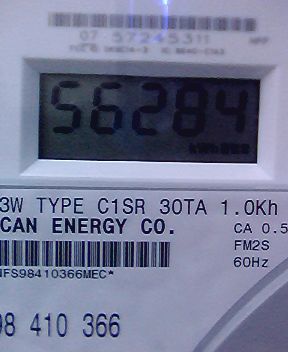 07 57245311
56284
3W TYPE C1SR 30TA 1.0Kh
CAN ENERGY CO.
CA 0.5
FM2S
60Hz
NFS98410366MEC*
98 410 366